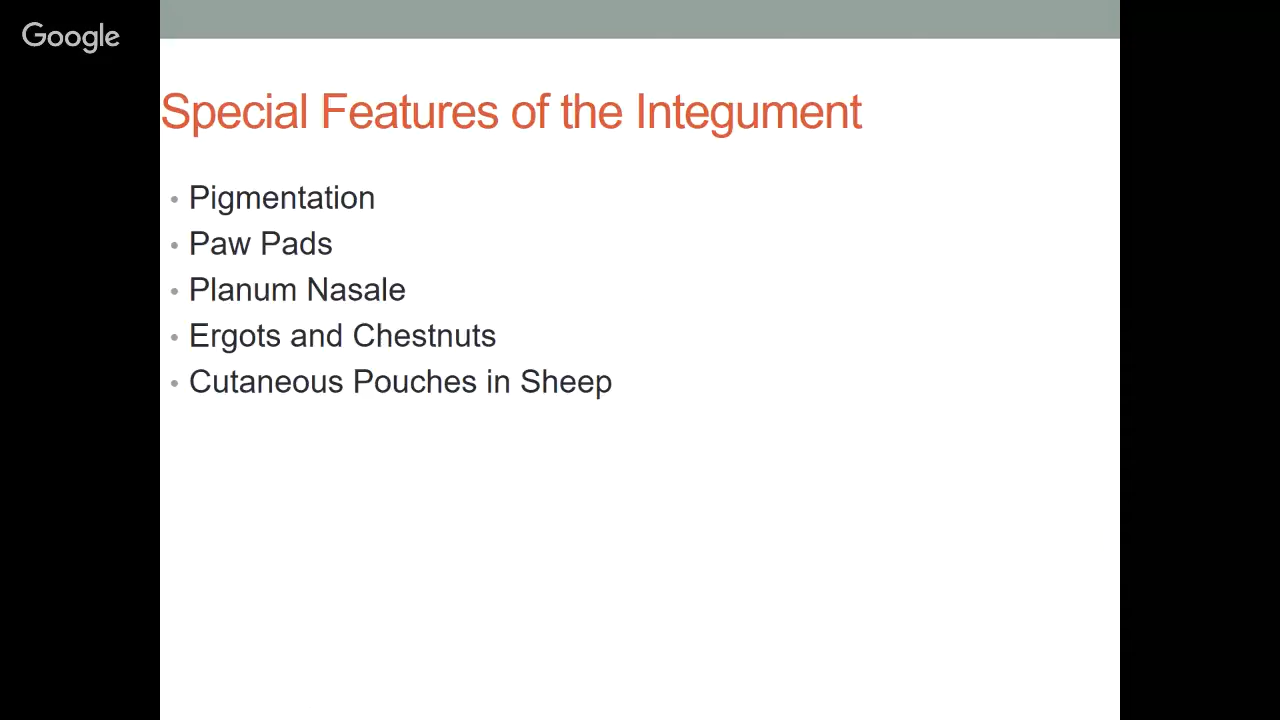 Google
Special Features of the Integument
• Pigmentation
• Paw Pads
• Planum Nasale
• Ergots and Chestnuts
• Cutaneous Pouches in Sheep